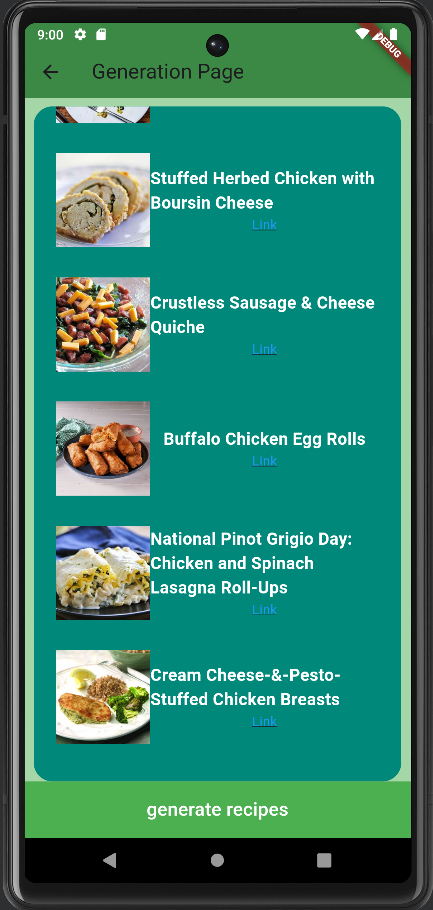 9:00
DEBUG
Generation Page
Stuffed Herbed Chicken with
Boursin Cheese
Link
Crustless Sausage & Cheese
Quiche
Link
Buffalo Chicken Egg Rolls
Link
National Pinot Grigio Day:
Chicken and Spinach
Lasagna Roll-Ups
Link
Cream Cheese-&-Pesto-
Stuffed Chicken Breasts
Link
generate recipes